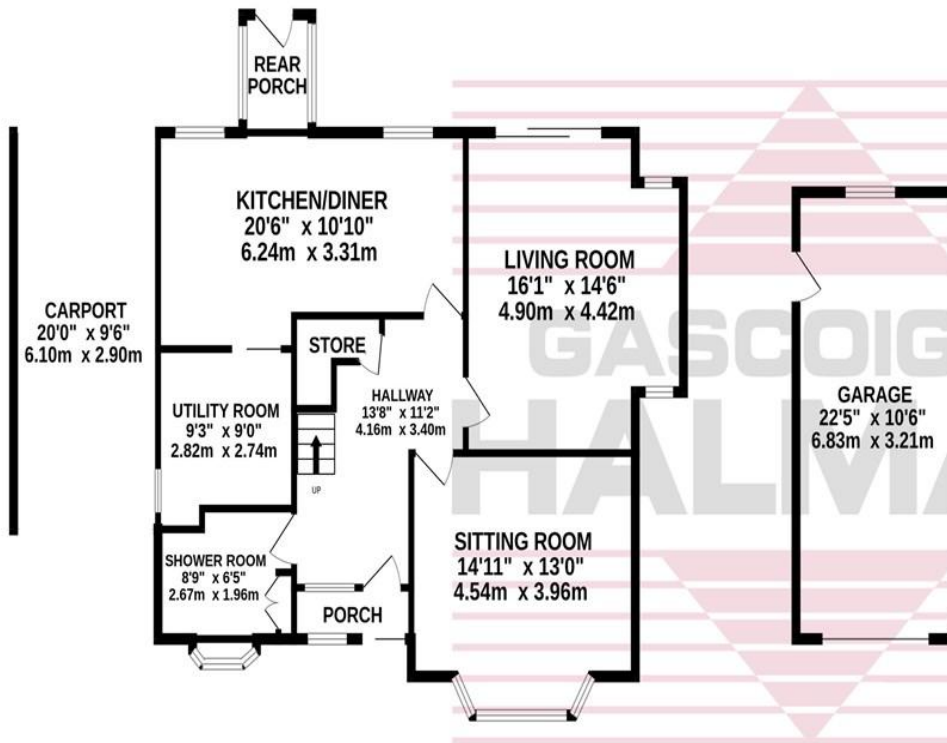 REAR
PORCH
KITCHEN/DINER
20'6" x 10'10"
6.24m x 3.31m
LIVING ROOM
16'1" x 14'6"
4.90m x 4.42m
CARPORT
20'0" x 9'6"
6.10m x 2.90m
STORE
HALLWAY
13'8" x 11'2"
4.16m x 3.40m
UTILITY ROOM
9'3" x 9'0"
2.82m x 2.74m
UP
GARAGE
22'5" x 10'6"
6.83m x 3.21m
SITTING ROOM
14'11" x 13'0"
4.54m x 3.96m
SHOWER ROOM
8'9" x 6'5"
2.67m x 1.96m
PORCH
GASCOIG
HALM